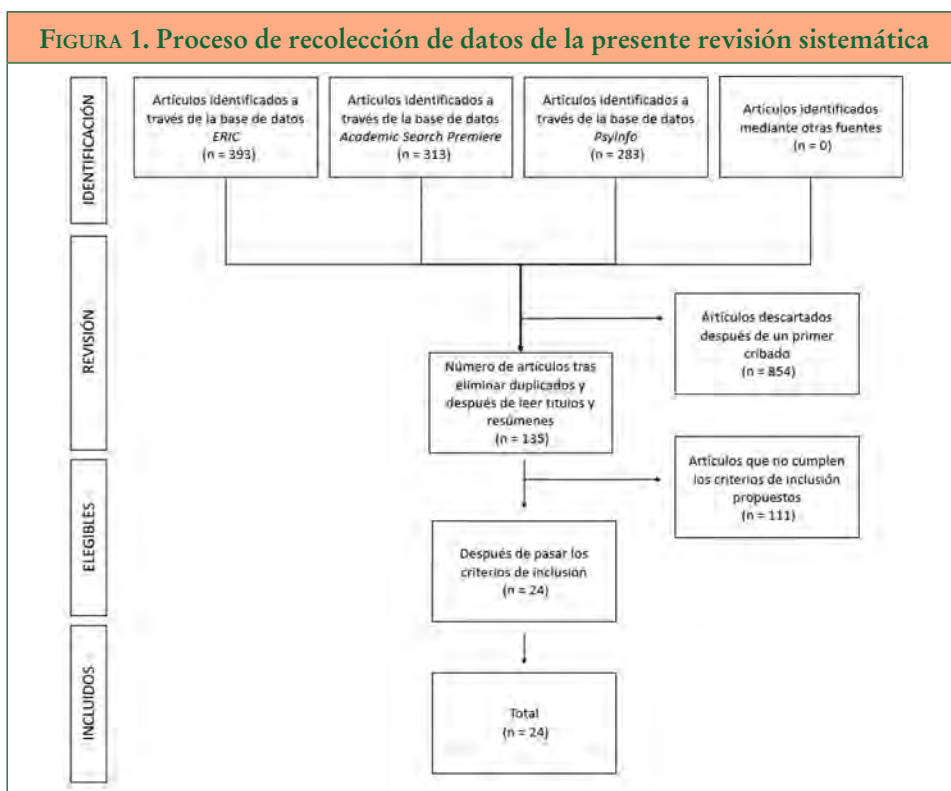 FIGURA 1. Proceso de recolección de datos de la presente revisión sistemática
IDENTIFICACIÓN
Artículos identificados a
través de la base de datos
ERIC
(n = 393)
Artículos identificados a
través de la base de datos
Academic Search Premiere
(n = 313)
Artículos identificados a
través de la base de datos
PsyInfo
(n = 283)
Artículos identificados
mediante otras fuentes
(n = 0)
REVISIÓN
Artículos descartados
después de un primer
cribado
(n = 854)
Número de artículos tras
eliminar duplicados y
después de leer títulos y
resúmenes
(n = 135)
Artículos que no cumplen
los criterios de inclusión
propuestos
(n = 111)
ELEGIBLES
Después de pasar los
criterios de inclusión
(n = 24)
INCLUIDOS
Total
(n = 24)